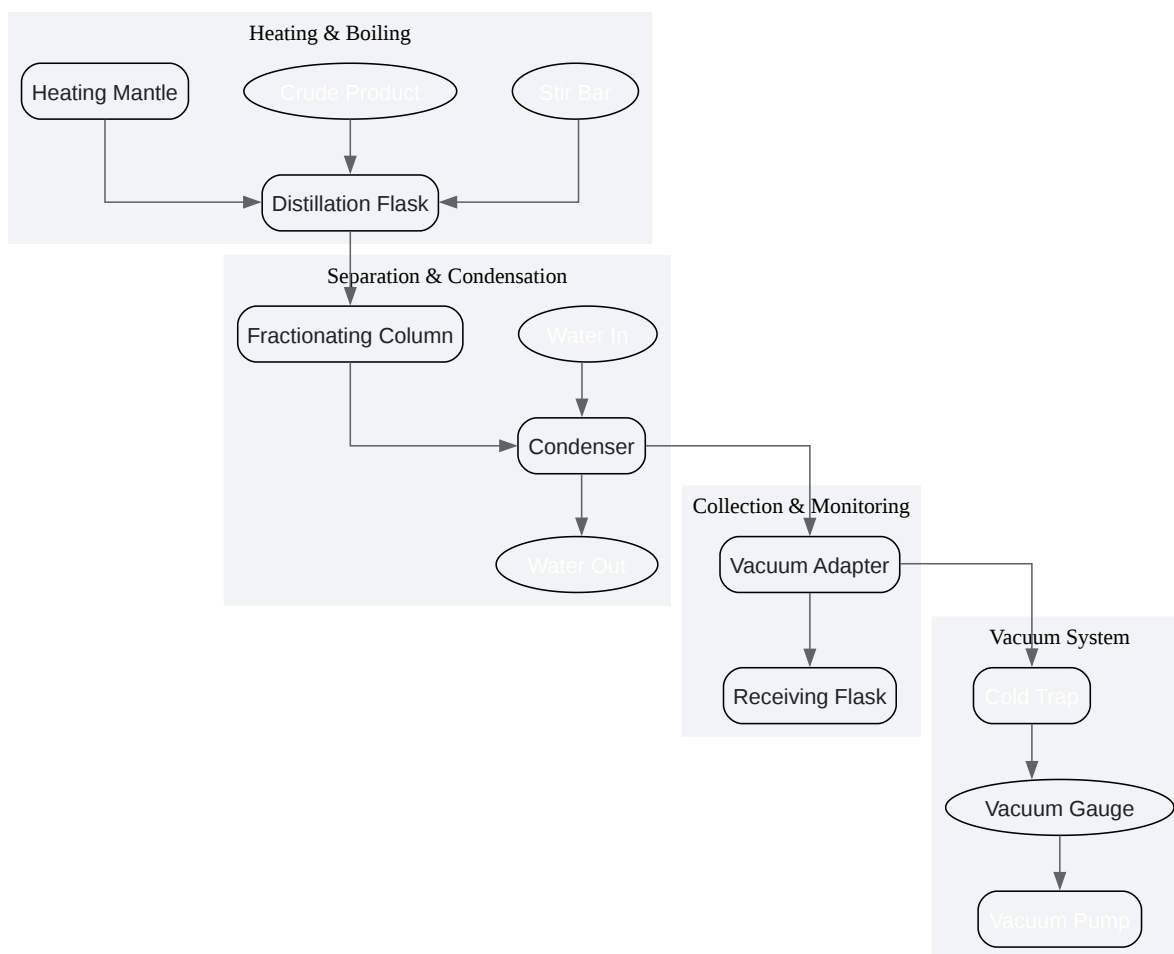 Heating & Boiling
Heating Mantle
Crude Product
Stir Bar
Distillation Flask
Separation & Condensation
Fractionating Column
Water In
Condenser
Water Out
Collection & Monitoring
Vacuum Adapter
Receiving Flask
Vacuum System
Cold Trap
Vacuum Gauge
Vacuum Pump